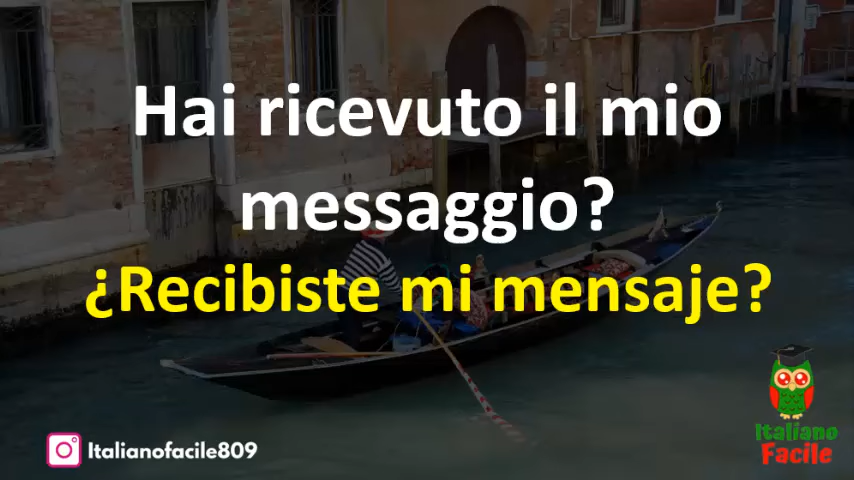 Hai ricevuto il mio
messaggio?
¿Recibiste mi mensaje?
Italianofacile809
Italiano
Facile